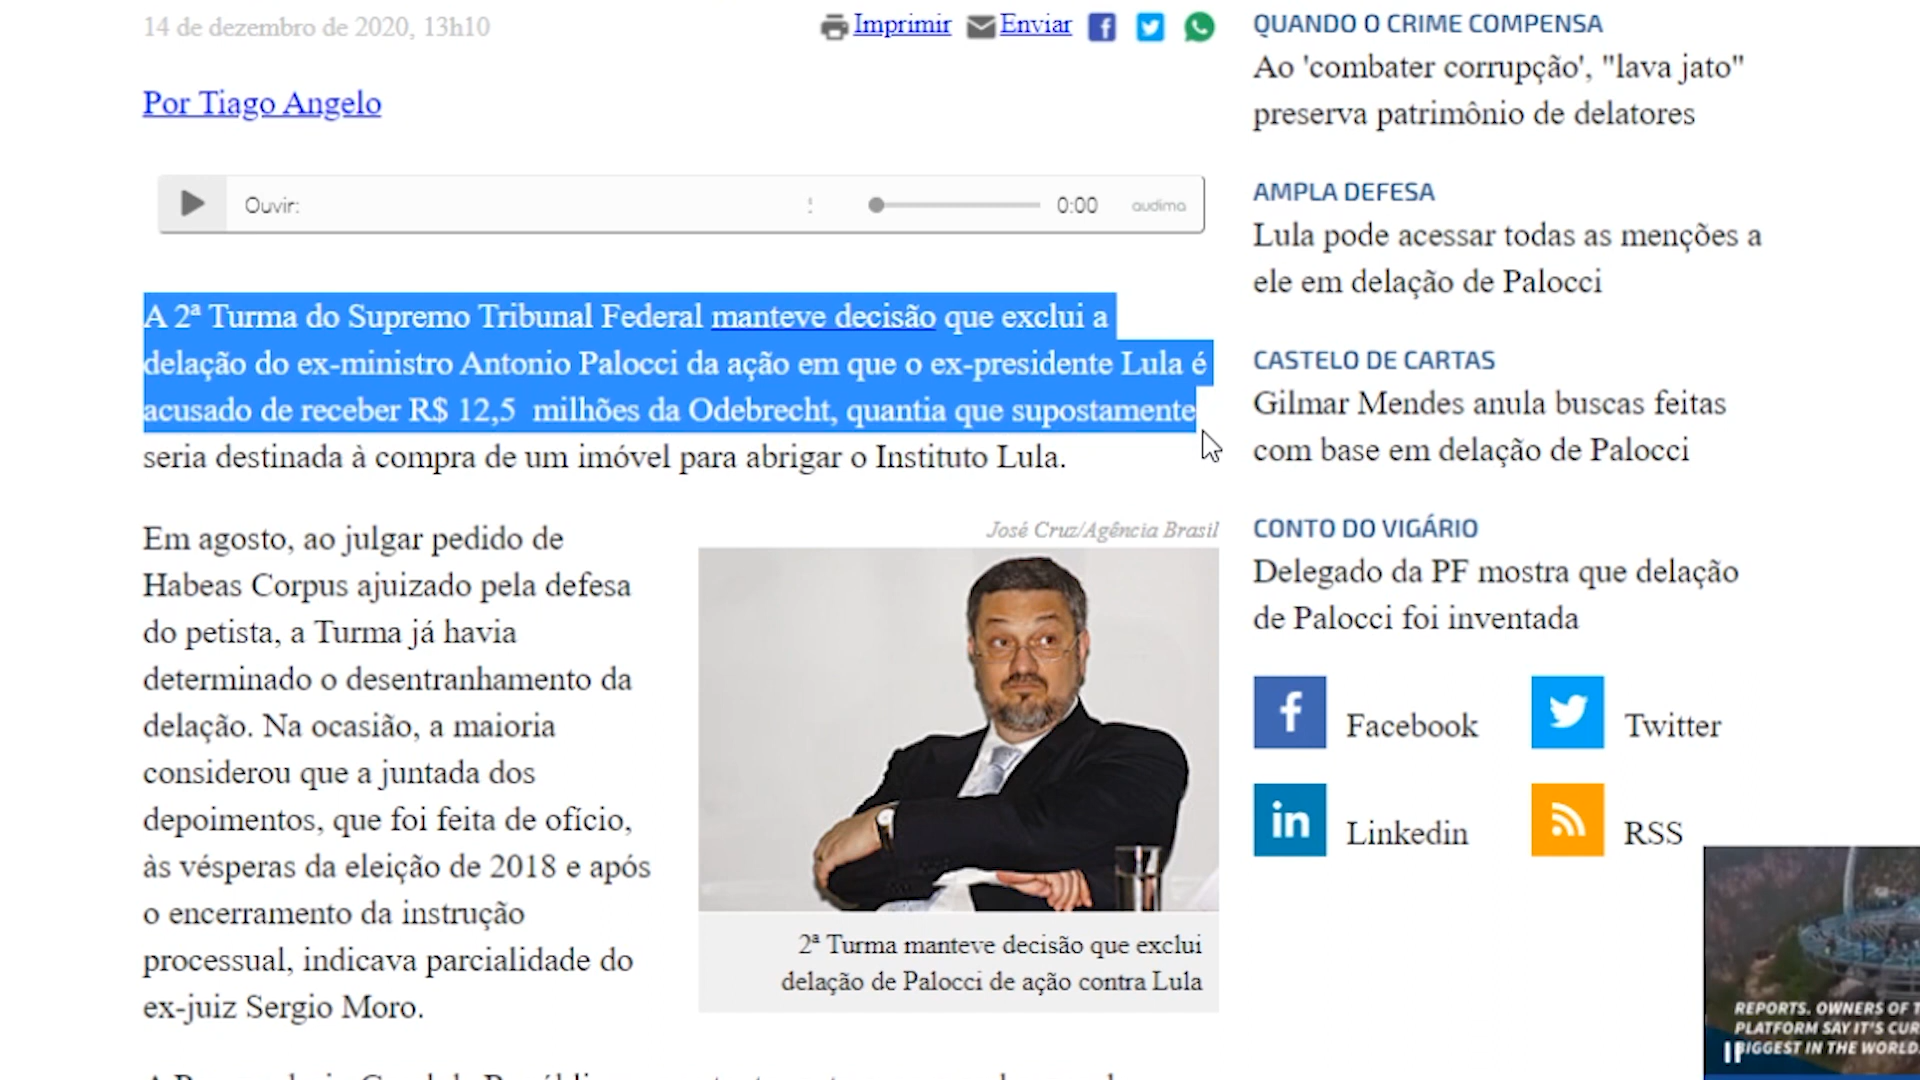 14 de dezembro de 2020, 13h10
Imprimir Enviar
Por Tiago Angelo
Ouvir: : 0:00 audima
A 2ª Turma do Supremo Tribunal Federal manteve decisão que exclui a
delação do ex-ministro Antonio Palocci da ação em que o ex-presidente Lula é
acusado de receber R$ 12,5 milhões da Odebrecht, quantia que supostamente
seria destinada à compra de um imóvel para abrigar o Instituto Lula.
Em agosto, ao julgar pedido de
Habeas Corpus ajuizado pela defesa
do petista, a Turma já havia
determinado o desentranhamento da
delação. Na ocasião, a maioria
considerou que a juntada dos
depoimentos, que foi feita de ofício,
às vésperas da eleição de 2018 e após
o encerramento da instrução
processual, indicava parcialidade do
ex-juiz Sergio Moro.
José Cruz/Agência Brasil
2ª Turma manteve decisão que exclui
delação de Palocci de ação contra Lula
QUANDO O CRIME COMPENSA
Ao 'combater corrupção', "lava jato"
preserva patrimônio de delatores
AMPLA DEFESA
Lula pode acessar todas as menções a
ele em delação de Palocci
CASTELO DE CARTAS
Gilmar Mendes anula buscas feitas
com base em delação de Palocci
CONTO DO VIGÁRIO
Delegado da PF mostra que delação
de Palocci foi inventada
Facebook Twitter
Linkedin RSS
REPORTS. OWNERS OF T
PLATFORM SAY IT'S CUR
BIGGEST IN THE WORLD